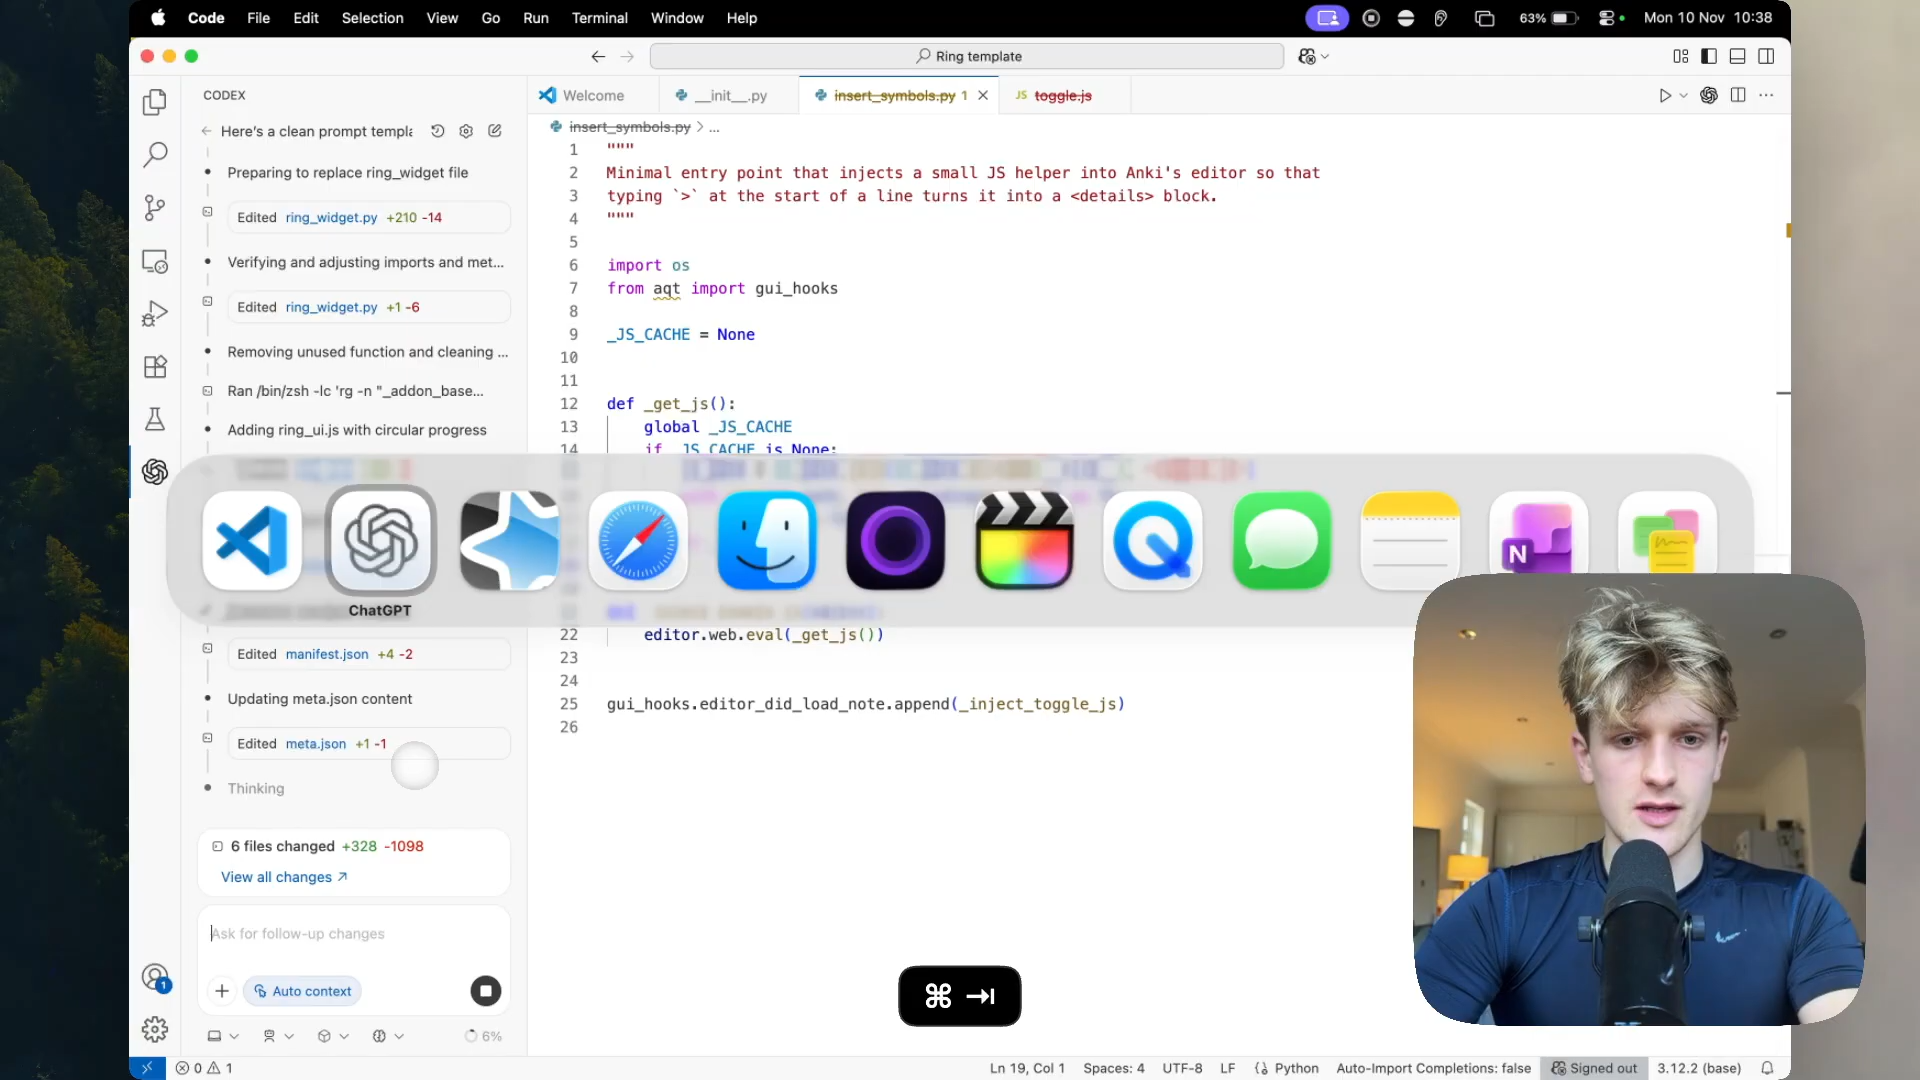 Code File Edit Selection View Go Run Terminal Window Help
63% Mon 10 Nov 10:38
Ring template
CODEX
Welcome
__init__.py
insert_symbols.py 1
JS toggle.js
Here's a clean prompt templa
insert_symbols.py > ...
Preparing to replace ring_widget file
Edited ring_widget.py +210 -14
Verifying and adjusting imports and met...
Edited ring_widget.py +1 -6
Removing unused function and cleaning ...
Ran /bin/zsh -lc 'rg -n "_addon_base...
Adding ring_ui.js with circular progress
1 """
2 Minimal entry point that injects a small JS helper into Anki's editor so that
3 typing `>` at the start of a line turns it into a <details> block.
4 """
5
6 import os
7 from aqt import gui_hooks
8
9 _JS_CACHE = None
10
11
12 def _get_js():
13 global _JS_CACHE
14 if _JS_CACHE is None:
N
ChatGPT
22 editor.web.eval(_get_js())
23
24
25 gui_hooks.editor_did_load_note.append(_inject_toggle_js)
26
Edited manifest.json +4 -2
Updating meta.json content
Edited meta.json +1 -1
Thinking
6 files changed +328 -1098
View all changes ↗
Ask for follow-up changes
Auto context
6%
1
⌘ ⇥
0 1
Ln 19, Col 1 Spaces: 4 UTF-8 LF Python Auto-Import Completions: false Signed out 3.12.2 (base)